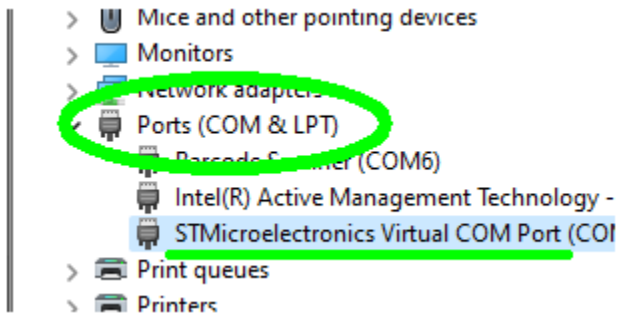 Mice and other pointing devices
Monitors
Network adapters
Ports (COM & LPT)
Barcode Scanner (COM6)
Intel(R) Active Management Technology -
STMicroelectronics Virtual COM Port (CO
Print queues
Printers